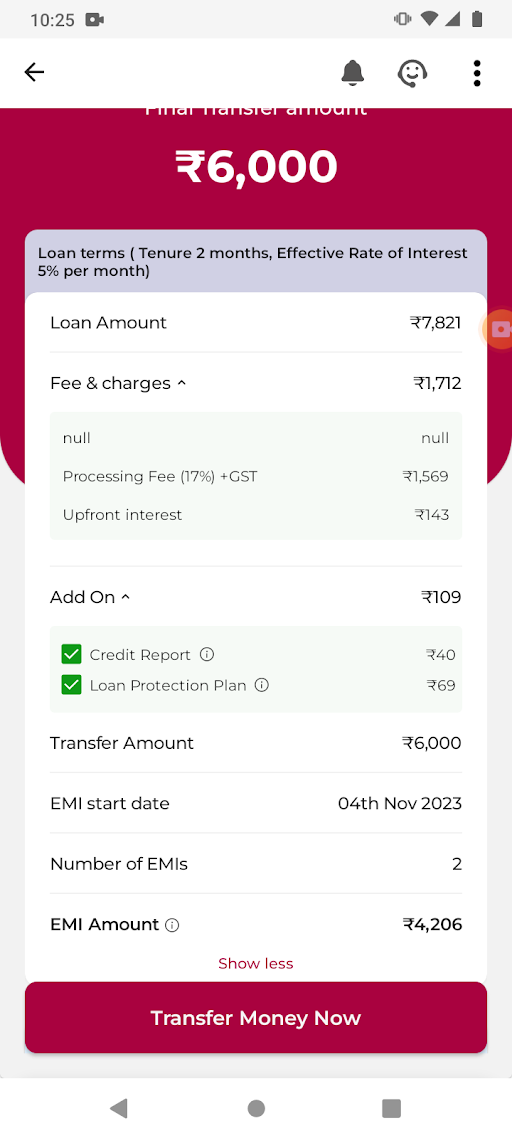 10:25
Final Transfer amount
₹6,000
Loan terms ( Tenure 2 months, Effective Rate of Interest
5% per month)
Loan Amount ₹7,821
Fee & charges ₹1,712
null null
Processing Fee (17%) +GST ₹1,569
Upfront interest ₹143
Add On ₹109
Credit Report ₹40
Loan Protection Plan ₹69
Transfer Amount ₹6,000
EMI start date 04th Nov 2023
Number of EMIs 2
EMI Amount ₹4,206
Show less
Transfer Money Now